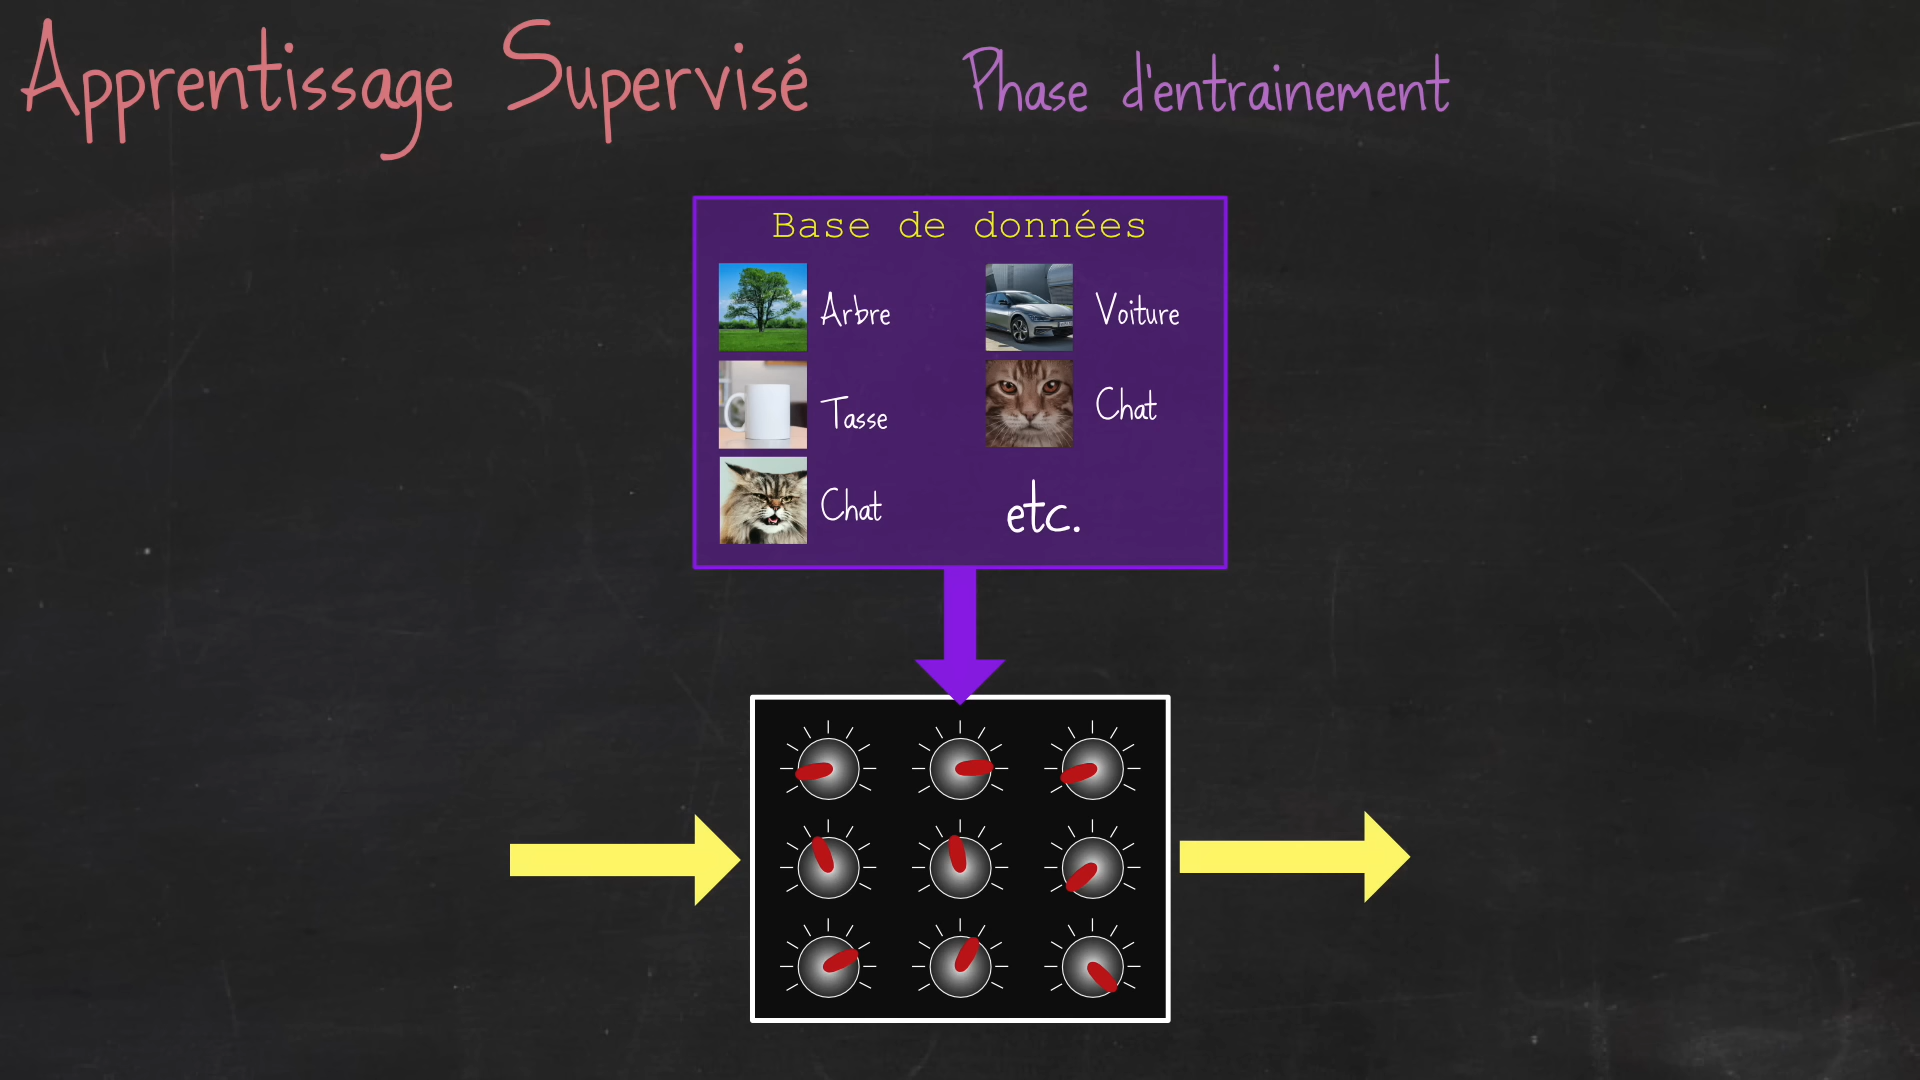 Apprentissage Supervisé
Phase d'entrainement
Base de données
Arbre
Voiture
Tasse
Chat
Chat
etc.